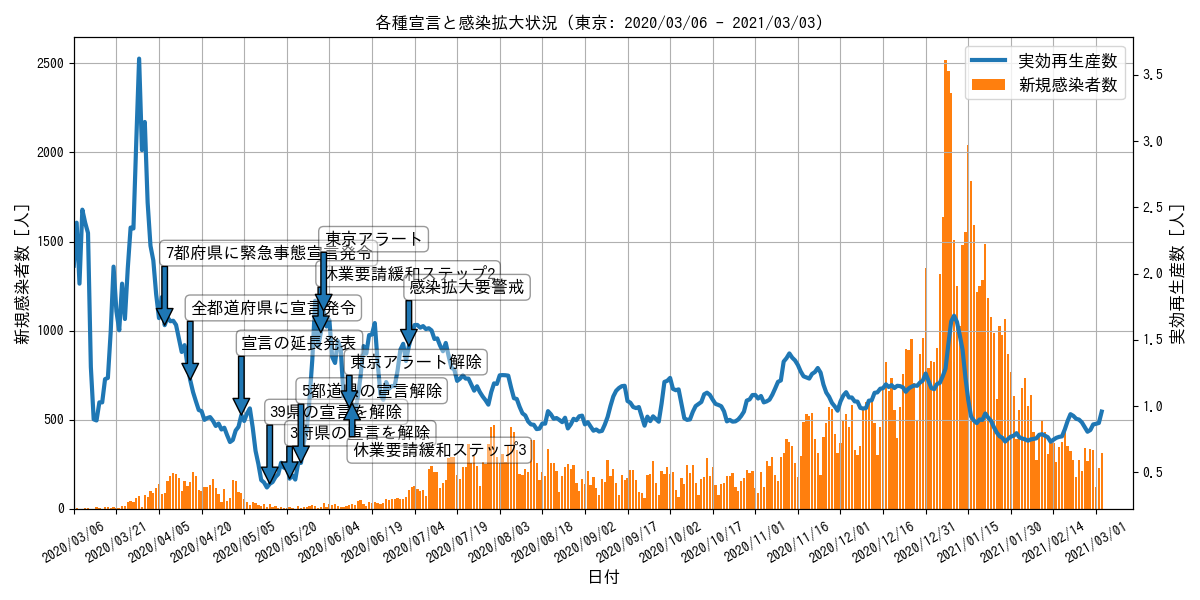 各種宣言と感染拡大状況 (東京: 2020/03/06 - 2021/03/03)
実効再生産数
新規感染者数
新規感染者数 [人]
2500
2000
1500
1000
500
0
3.5
3.0
2.5
2.0
1.5
1.0
0.5
実効再生産数 [人]
東京アラート
7都府県に緊急事態宣言発令
休業要請緩和ステップ2
感染拡大要警戒
全都道府県に宣言発令
宣言の延長発表
東京アラート解除
5都道県の宣言解除
39県の宣言を解除
3府県の宣言を解除
休業要請緩和ステップ3
2020/03/06
2020/03/21
2020/04/05
2020/04/20
2020/05/05
2020/05/20
2020/06/04
2020/06/19
2020/07/04
2020/07/19
2020/08/03
2020/08/18
2020/09/02
2020/09/17
2020/10/02
2020/10/17
2020/11/01
2020/11/16
2020/12/01
2020/12/16
2020/12/31
2021/01/15
2021/01/30
2021/02/14
2021/03/01
日付